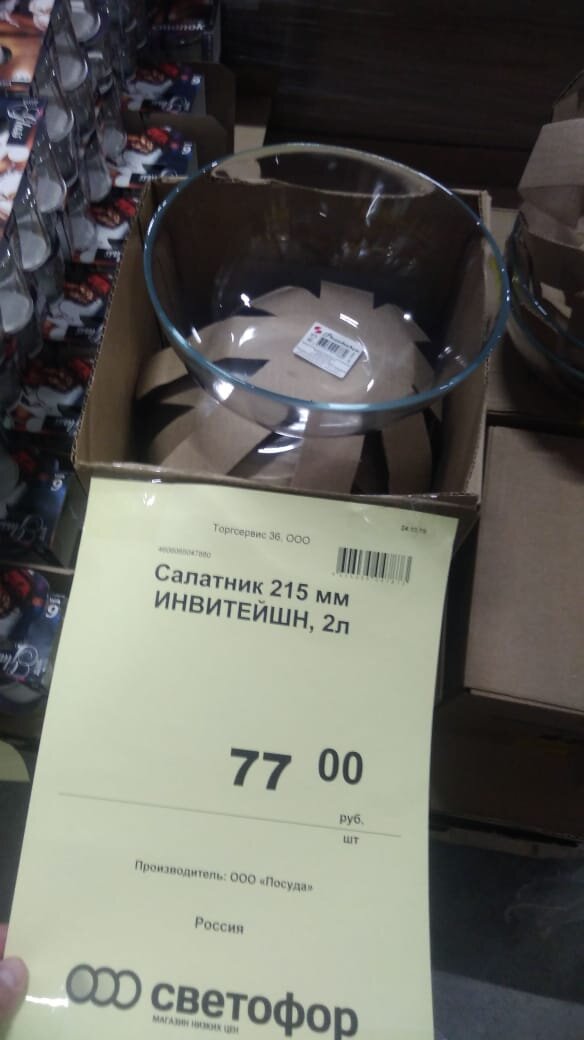 Торгсервис 36, ООО
Салатник 215 мм
ИНВИТЕЙШН, 2л
77 00
руб.
шт
Производитель: ООО «Посуда»
Россия
светофор
МАГАЗИН НИЗКИХ ЦЕН